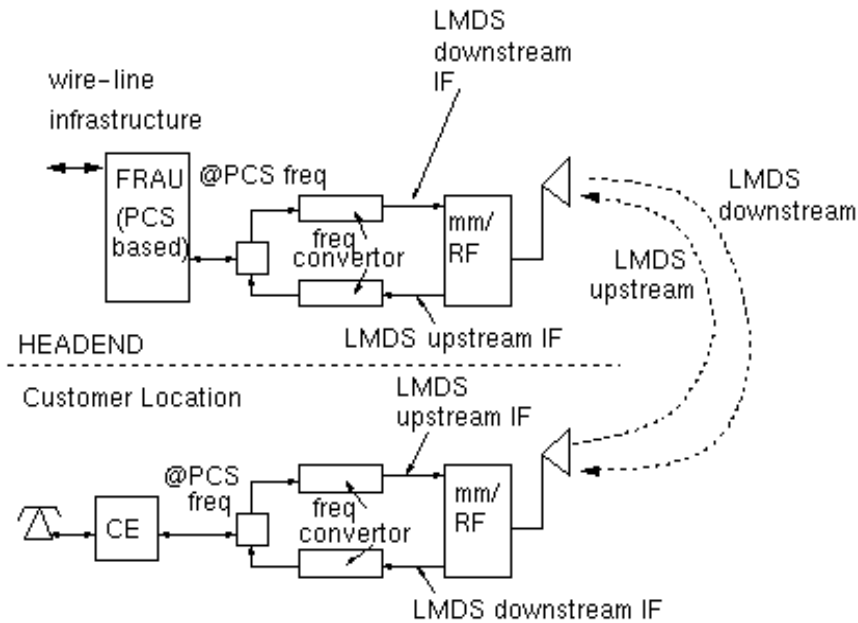 LMDS
downstream
IF
wire-line
infrastructure
FRAU
(PCS
based)
@PCS freq
freq
convertor
mm/
RF
LMDS
downstream
LMDS
upstream
LMDS upstream IF
HEADEND
Customer Location
LMDS
upstream IF
@PCS
freq
freq
convertor
mm/
RF
CE
LMDS downstream IF